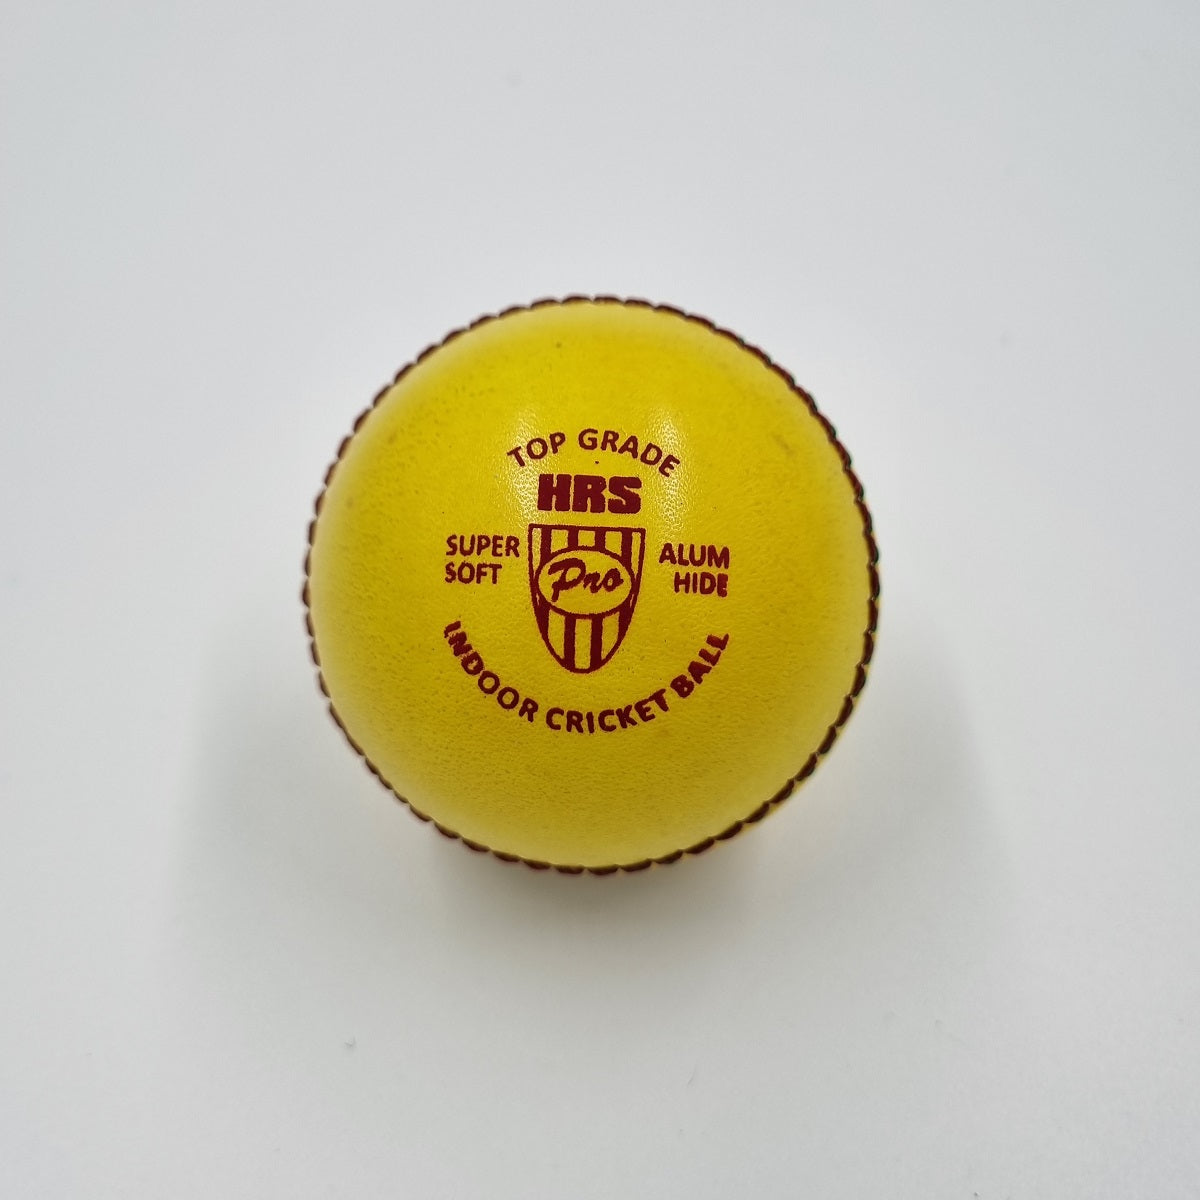 TOP GRADE
HRS
SUPER SOFT
Pro
ALUM HIDE
INDOOR CRICKET BALL